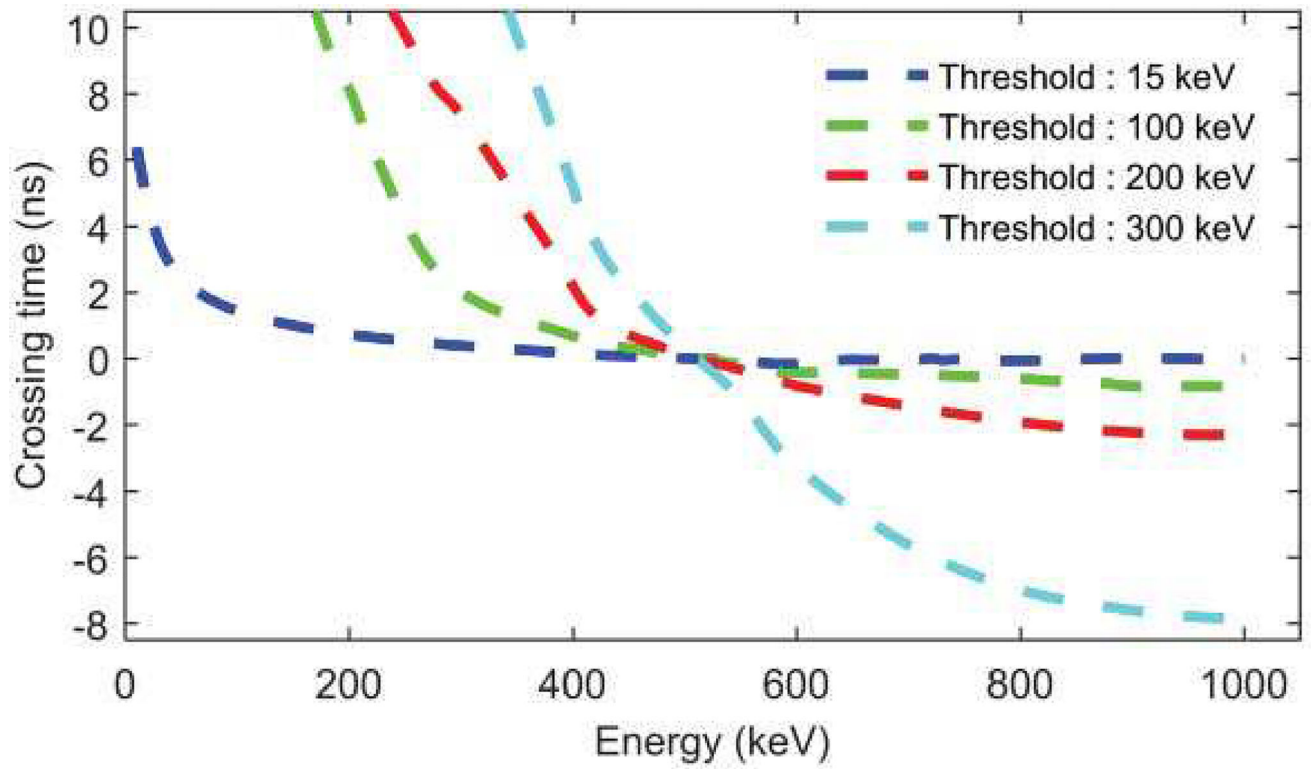 10
8
6
4
2
0
-2
-4
-6
-8
Crossing time (ns)
Threshold : 15 keV
Threshold : 100 keV
Threshold : 200 keV
Threshold : 300 keV
0 200 400 600 800 1000
Energy (keV)